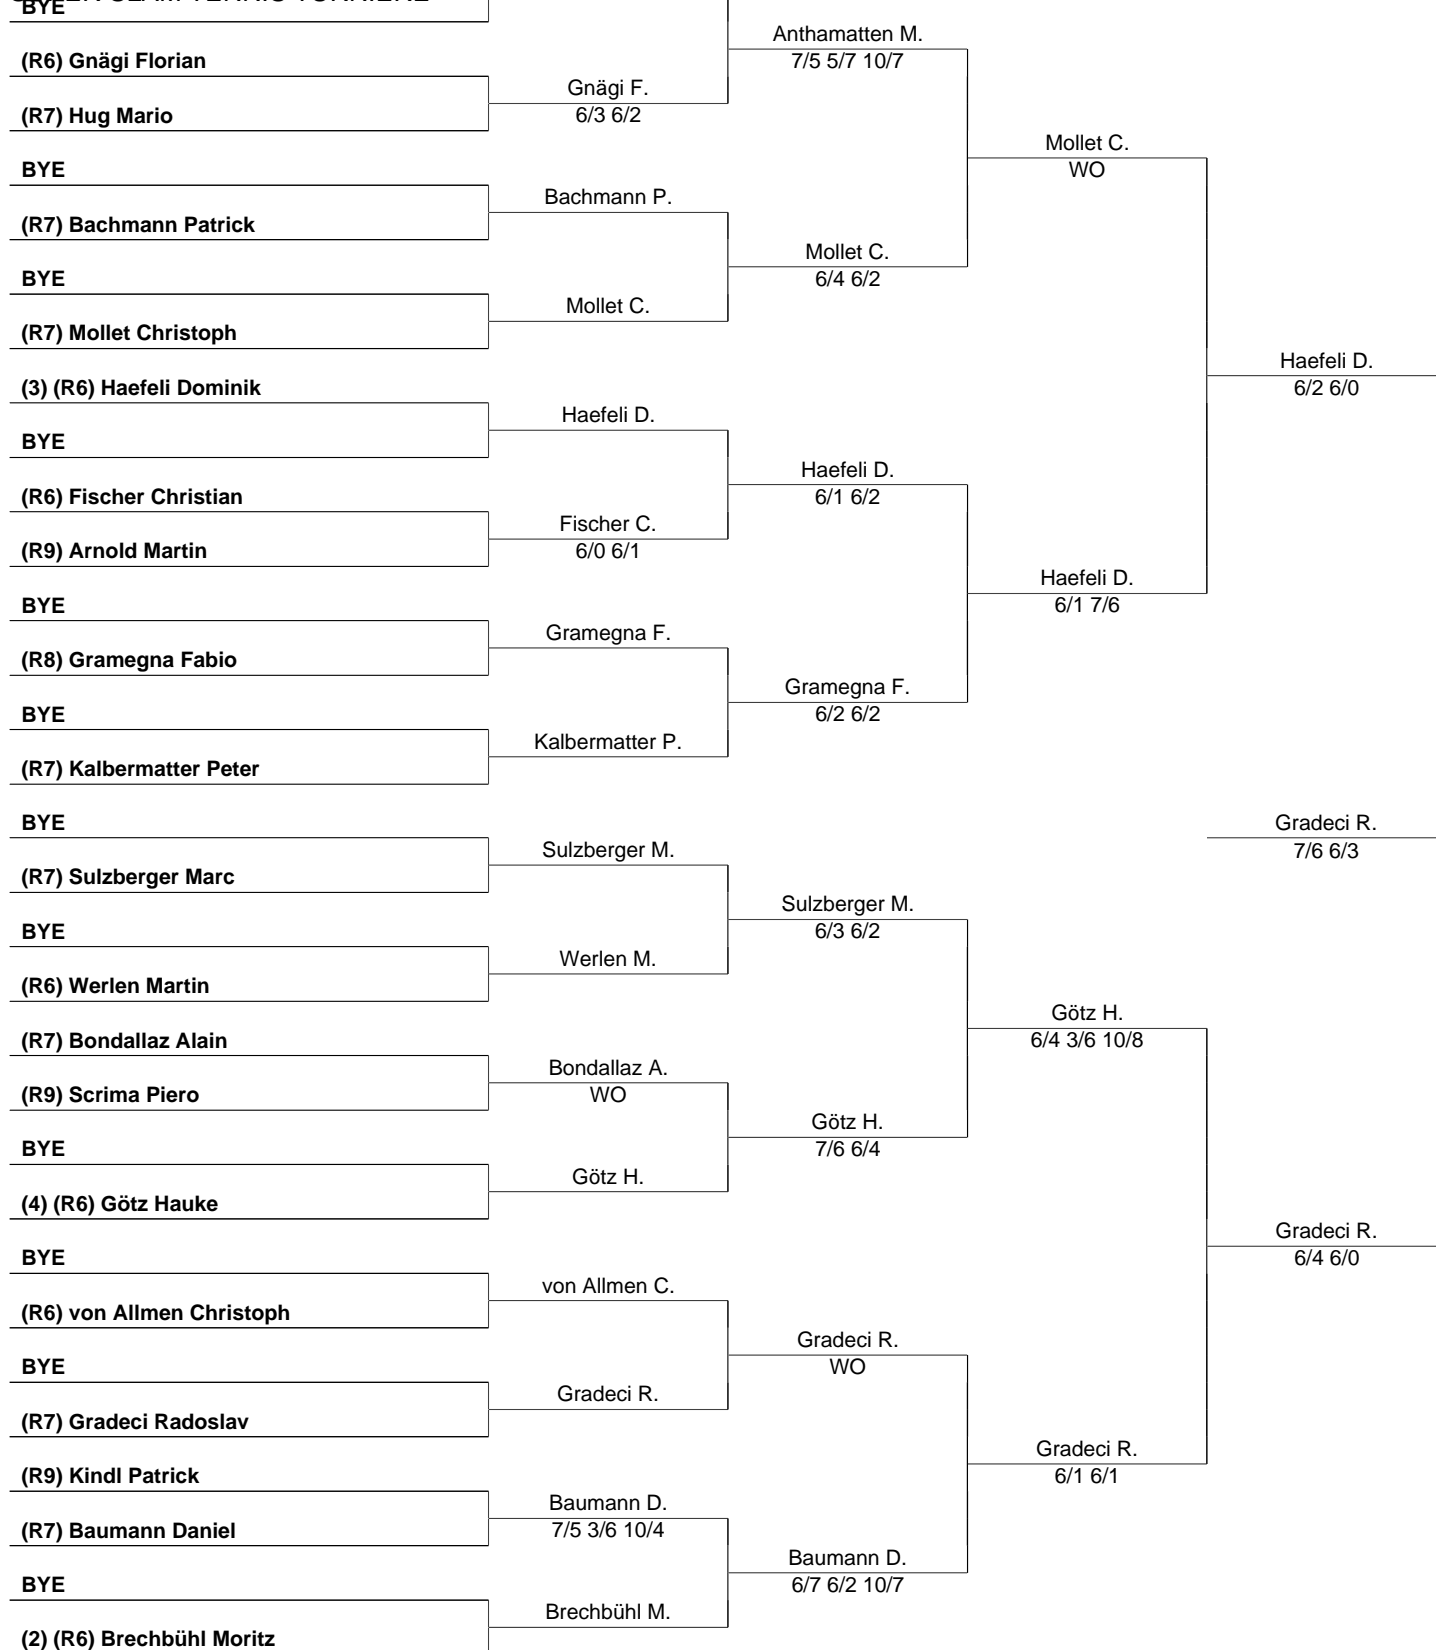 BYE
(R6) Gnägi Florian
(R7) Hug Mario
BYE
(R7) Bachmann Patrick
BYE
(R7) Mollet Christoph
(3) (R6) Haefeli Dominik
BYE
(R6) Fischer Christian
(R9) Arnold Martin
BYE
(R8) Gramegna Fabio
BYE
(R7) Kalbermatter Peter
BYE
(R7) Sulzberger Marc
BYE
(R6) Werlen Martin
(R7) Bondallaz Alain
(R9) Scrima Piero
BYE
(4) (R6) Götz Hauke
BYE
(R6) von Allmen Christoph
BYE
(R7) Gradeci Radoslav
(R9) Kindl Patrick
(R7) Baumann Daniel
BYE
(2) (R6) Brechbühl Moritz
Gnägi F.
6/3 6/2
Bachmann P.
Mollet C.
Haefeli D.
Fischer C.
6/0 6/1
Gramegna F.
Kalbermatter P.
Sulzberger M.
Werlen M.
Bondallaz A.
WO
Götz H.
von Allmen C.
Gradeci R.
Baumann D.
7/5 3/6 10/4
Brechbühl M.
Anthamatten M.
7/5 5/7 10/7
Mollet C.
6/4 6/2
Haefeli D.
6/1 6/2
Gramegna F.
6/2 6/2
Sulzberger M.
6/3 6/2
Götz H.
7/6 6/4
Gradeci R.
WO
Baumann D.
6/7 6/2 10/7
Mollet C.
WO
Haefeli D.
6/1 7/6
Götz H.
6/4 3/6 10/8
Gradeci R.
6/1 6/1
Haefeli D.
6/2 6/0
Gradeci R.
7/6 6/3
Gradeci R.
6/4 6/0